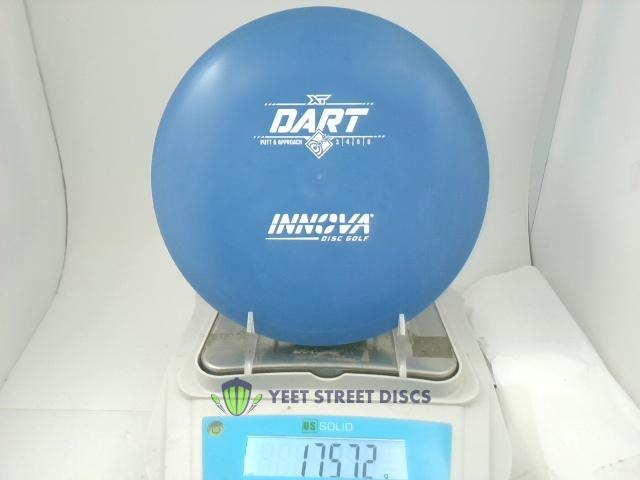 XT
DART
PUTT & APPROACH 3|4|0|0
INNOVA
DISC GOLF
YEET STREET DISCS
US SOLID
175.72 g